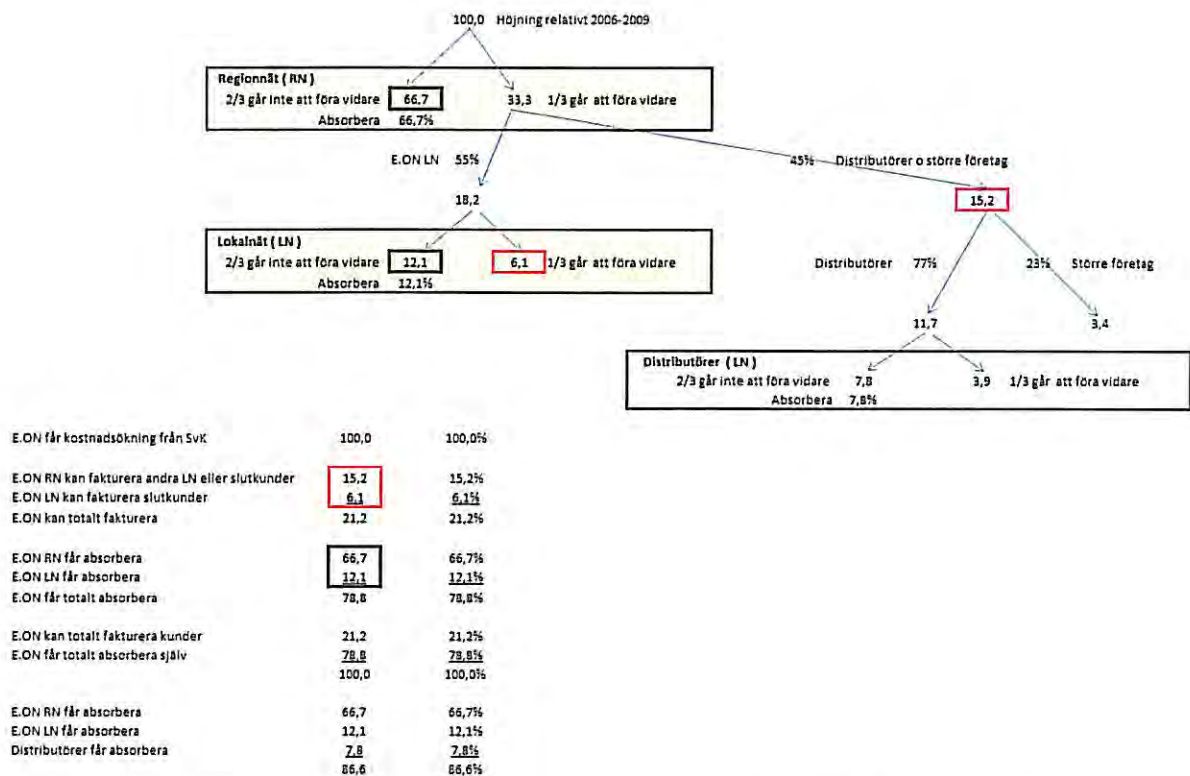 100,0 Höjning relativt 2006-2009
Regionnät ( RN )
2/3 går inte att föra vidare 66,7 33,3 1/3 går att föra vidare
Absorbera 66,7%
E.ON LN 55% 45% Distributörer o större företag
18,2 15,2
Lokalnät ( LN )
2/3 går inte att föra vidare 12,1 6,1 1/3 går att föra vidare
Absorbera 12,1%
Distributörer 77% 23% Större företag
11,7 3,4
Distributörer ( LN )
2/3 går inte att föra vidare 7,8 3,9 1/3 går att föra vidare
Absorbera 7,8%
E.ON får kostnadsökning från SvK 100,0 100,0%
E.ON RN kan fakturera andra LN eller slutkunder 15,2 15,2%
E.ON LN kan fakturera slutkunder 6,1 6,1%
E.ON kan totalt fakturera 21,2 21,2%
E.ON RN får absorbera 66,7 66,7%
E.ON LN får absorbera 12,1 12,1%
E.ON får totalt absorbera 78,8 78,8%
E.ON kan totalt fakturera kunder 21,2 21,2%
E.ON får totalt absorbera själv 78,8 78,8%
100,0 100,0%
E.ON RN får absorbera 66,7 66,7%
E.ON LN får absorbera 12,1 12,1%
Distributörer får absorbera 7,8 7,8%
86,6 86,6%